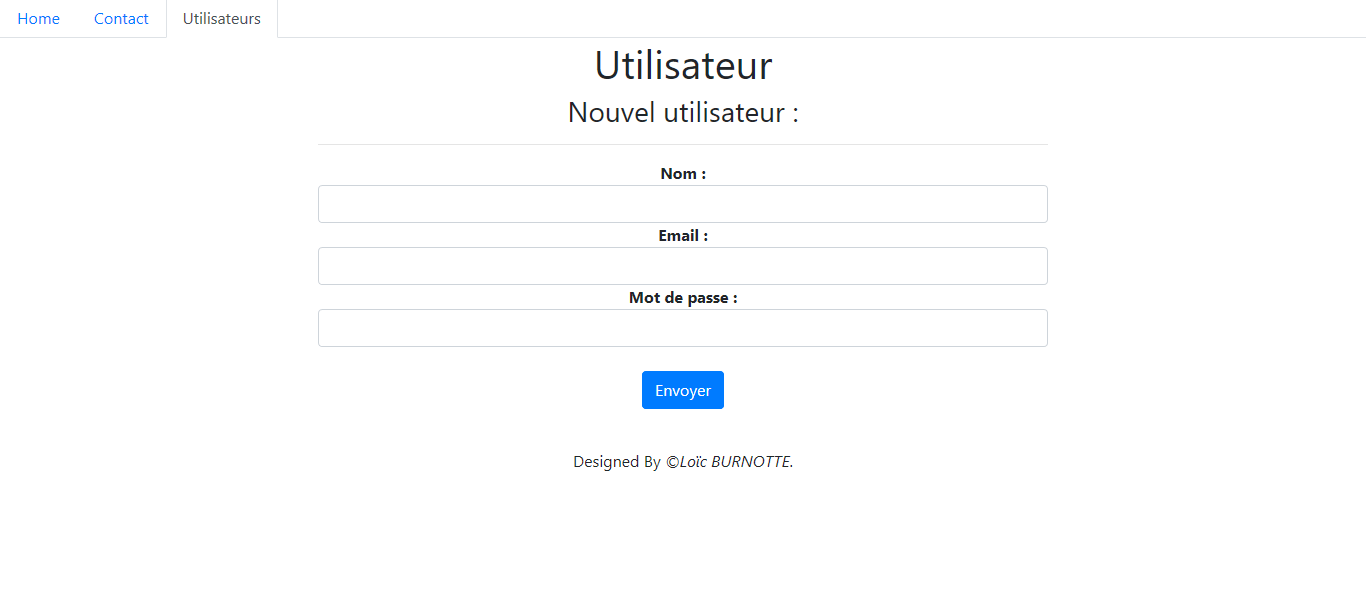 Home Contact Utilisateurs
Utilisateur
Nouvel utilisateur :
Nom :
Email :
Mot de passe :
Envoyer
Designed By ©Loïc BURNOTTE.